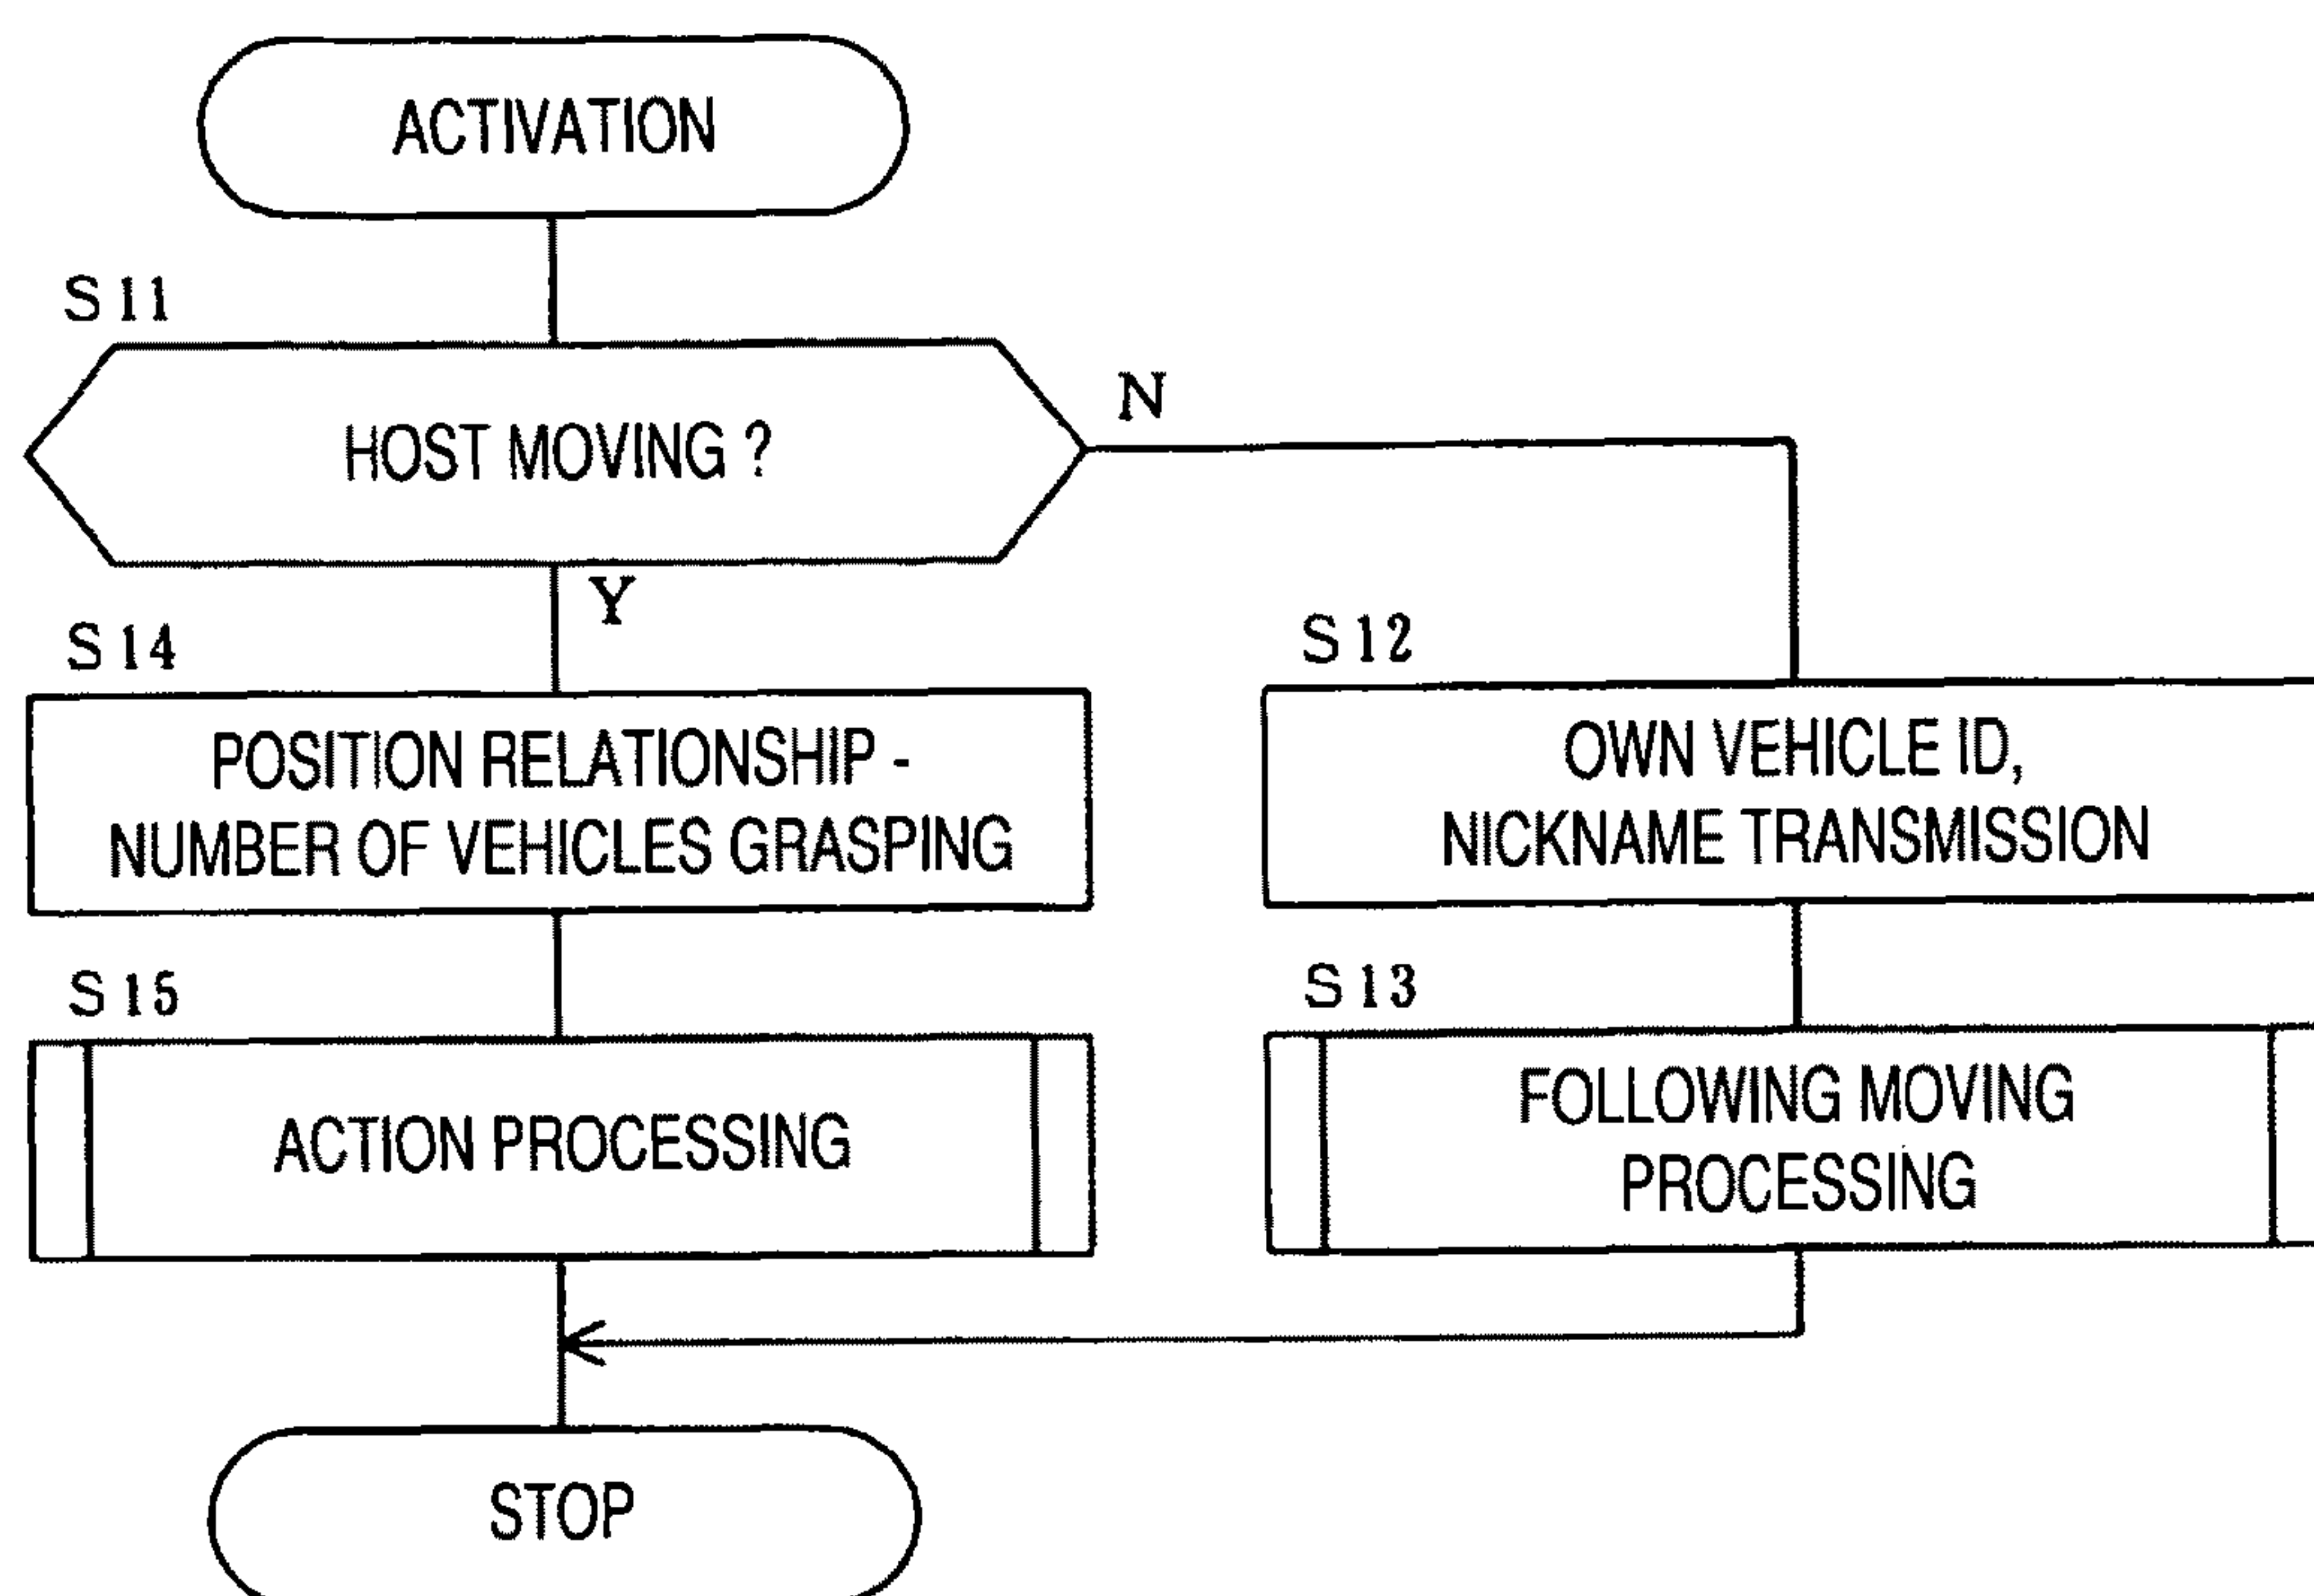 ACTIVATION
S11
HOST MOVING ?
N
Y
S14
POSITION RELATIONSHIP -
NUMBER OF VEHICLES GRASPING
S12
OWN VEHICLE ID,
NICKNAME TRANSMISSION
S15
ACTION PROCESSING
S13
FOLLOWING MOVING
PROCESSING
STOP